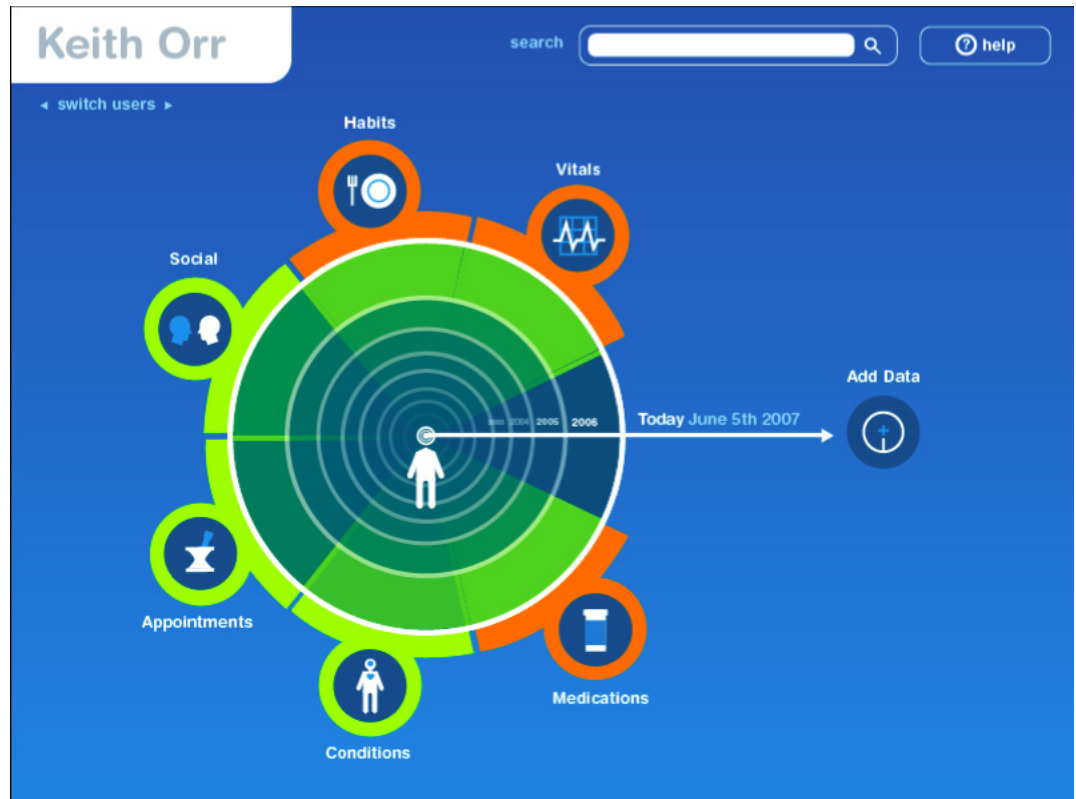 Keith Orr
search
? help
switch users
Habits
Vitals
Social
Add Data
2004 2005 2006
Today June 5th 2007
Appointments
Medications
Conditions